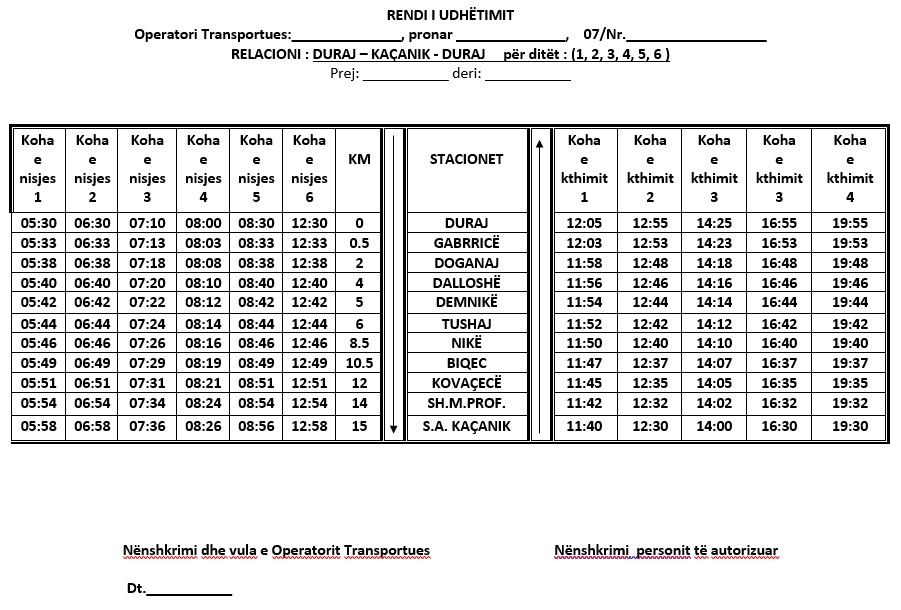 RENDI I UDHËTIMIT
Operatori Transportues:______________, pronar ______________, 07/Nr.__________________
RELACIONI : DURAJ – KAÇANIK - DURAJ për ditët : (1, 2, 3, 4, 5, 6 )
Prej: ___________ deri: ___________
Koha e nisjes 1 Koha e nisjes 2 Koha e nisjes 3 Koha e nisjes 4 Koha e nisjes 5 Koha e nisjes 6 KM STACIONET Koha e kthimit 1 Koha e kthimit 2 Koha e kthimit 3 Koha e kthimit 3 Koha e kthimit 4
05:30 06:30 07:10 08:00 08:30 12:30 0 DURAJ 12:05 12:55 14:25 16:55 19:55
05:33 06:33 07:13 08:03 08:33 12:33 0.5 GABRRICË 12:03 12:53 14:23 16:53 19:53
05:38 06:38 07:18 08:08 08:38 12:38 2 DOGANAJ 11:58 12:48 14:18 16:48 19:48
05:40 06:40 07:20 08:10 08:40 12:40 4 DALLOSHË 11:56 12:46 14:16 16:46 19:46
05:42 06:42 07:22 08:12 08:42 12:42 5 DEMNIKË 11:54 12:44 14:14 16:44 19:44
05:44 06:44 07:24 08:14 08:44 12:44 6 TUSHAJ 11:52 12:42 14:12 16:42 19:42
05:46 06:46 07:26 08:16 08:46 12:46 8.5 NIKË 11:50 12:40 14:10 16:40 19:40
05:49 06:49 07:29 08:19 08:49 12:49 10.5 BIQEC 11:47 12:37 14:07 16:37 19:37
05:51 06:51 07:31 08:21 08:51 12:51 12 KOVAÇECË 11:45 12:35 14:05 16:35 19:35
05:54 06:54 07:34 08:24 08:54 12:54 14 SH.M.PROF. 11:42 12:32 14:02 16:32 19:32
05:58 06:58 07:36 08:26 08:56 12:58 15 S.A. KAÇANIK 11:40 12:30 14:00 16:30 19:30
Nënshkrimi dhe vula e Operatorit Transportues Nënshkrimi personit të autorizuar
Dt.___________